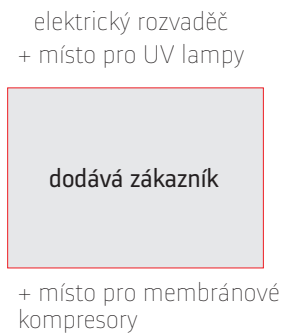 elektrický rozvaděč
+ místo pro UV lampy
dodává zákazník
+ místo pro membránové
kompresory